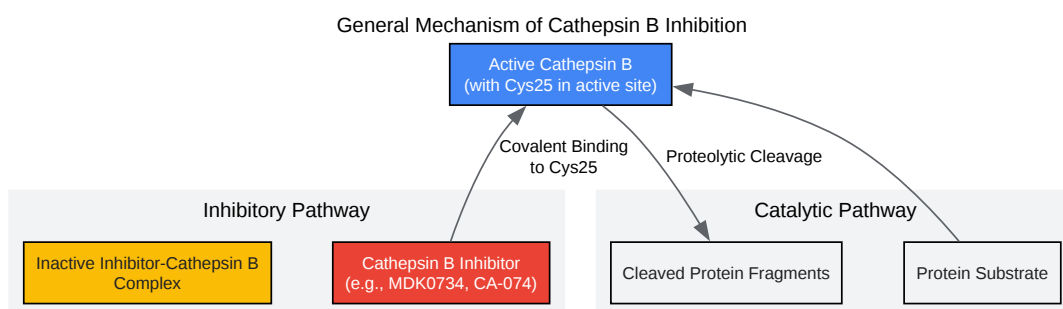 General Mechanism of Cathepsin B Inhibition
Active Cathepsin B
(with Cys25 in active site)
Covalent Binding
to Cys25
Proteolytic Cleavage
Inhibitory Pathway
Catalytic Pathway
Inactive Inhibitor-Cathepsin B
Complex
Cathepsin B Inhibitor
(e.g., MDK0734, CA-074)
Cleaved Protein Fragments
Protein Substrate